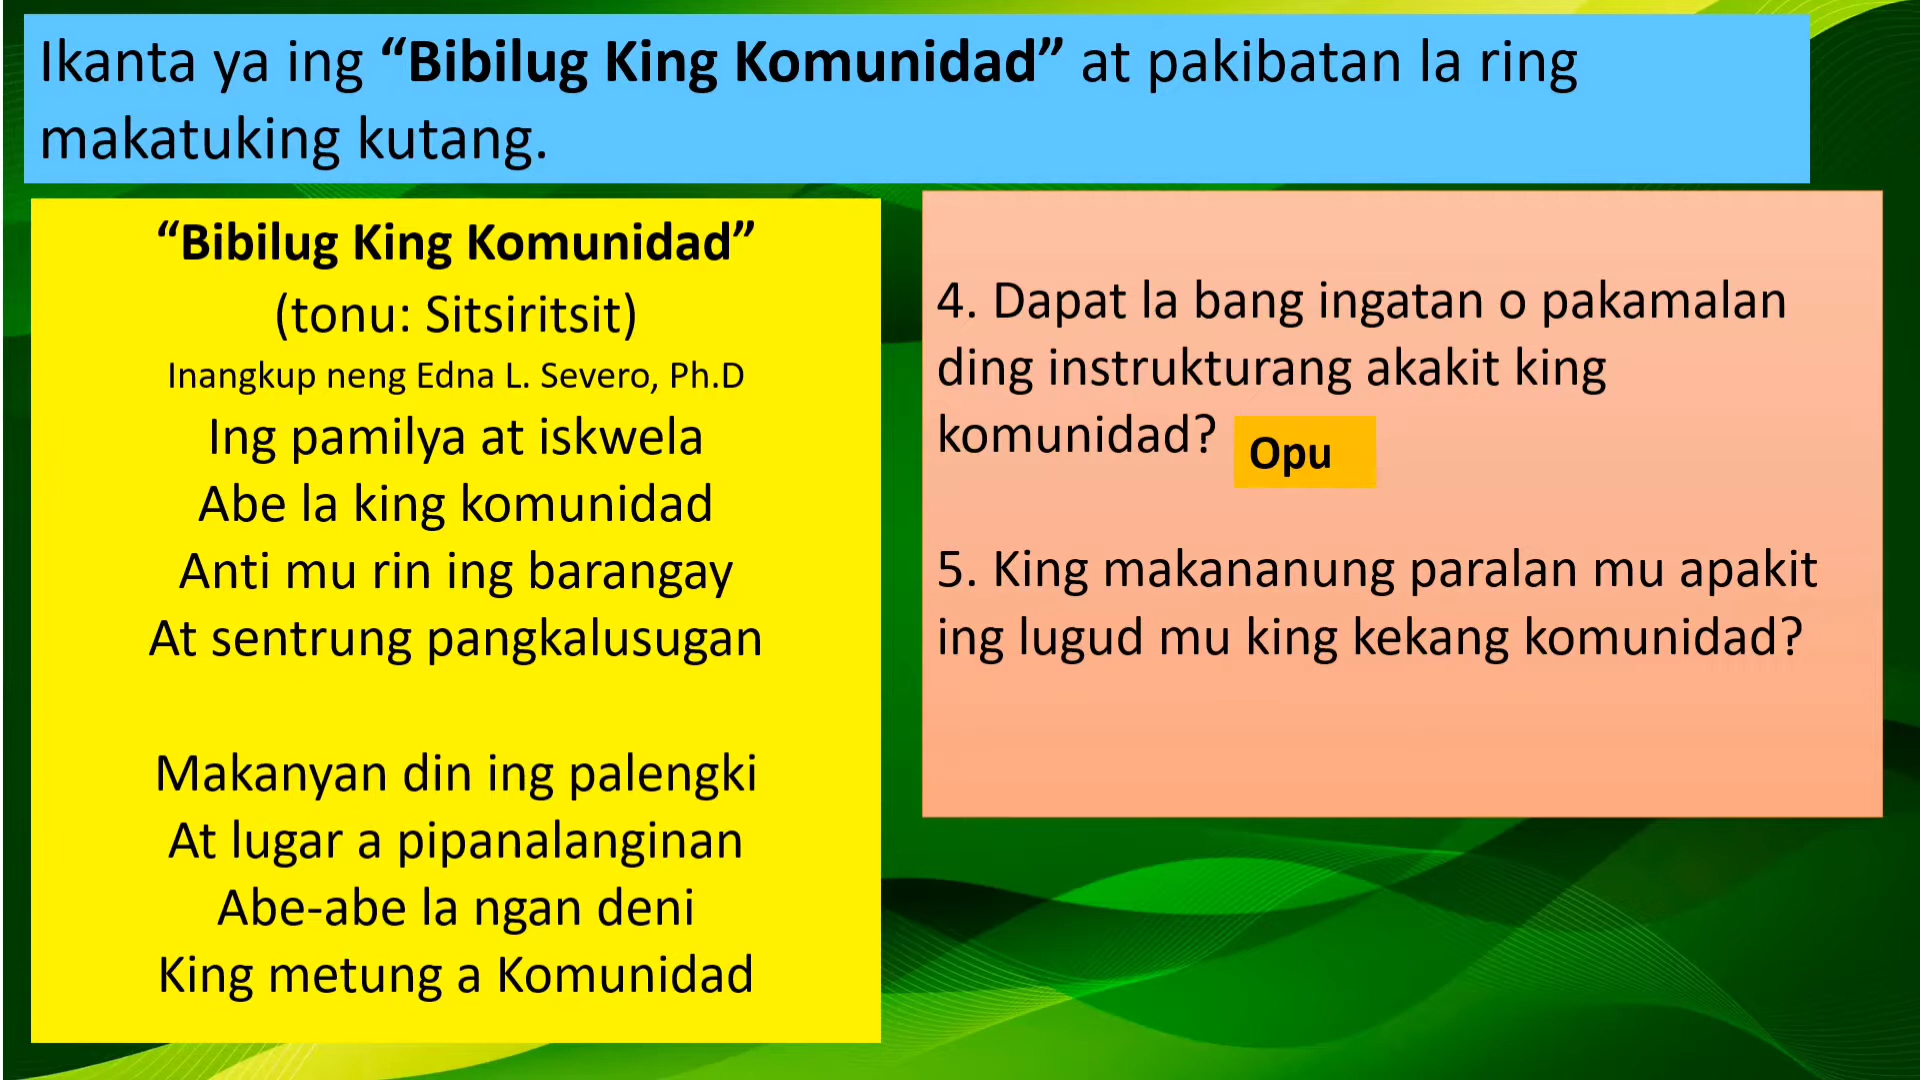 Ikanta ya ing “Bibilug King Komunidad” at pakibatan la ring
makatuking kutang.
“Bibilug King Komunidad”
(tonu: Sitsiritsit)
Inangkup neng Edna L. Severo, Ph.D
Ing pamilya at iskwela
Abe la king komunidad
Anti mu rin ing barangay
At sentrung pangkalusugan
Makanyan din ing palengki
At lugar a pipanalanginan
Abe-abe la ngan deni
King metung a Komunidad
4. Dapat la bang ingatan o pakamalan
ding instrukturang akakit king
komunidad?
Opu
5. King makananung paralan mu apakit
ing lugud mu king kekang komunidad?